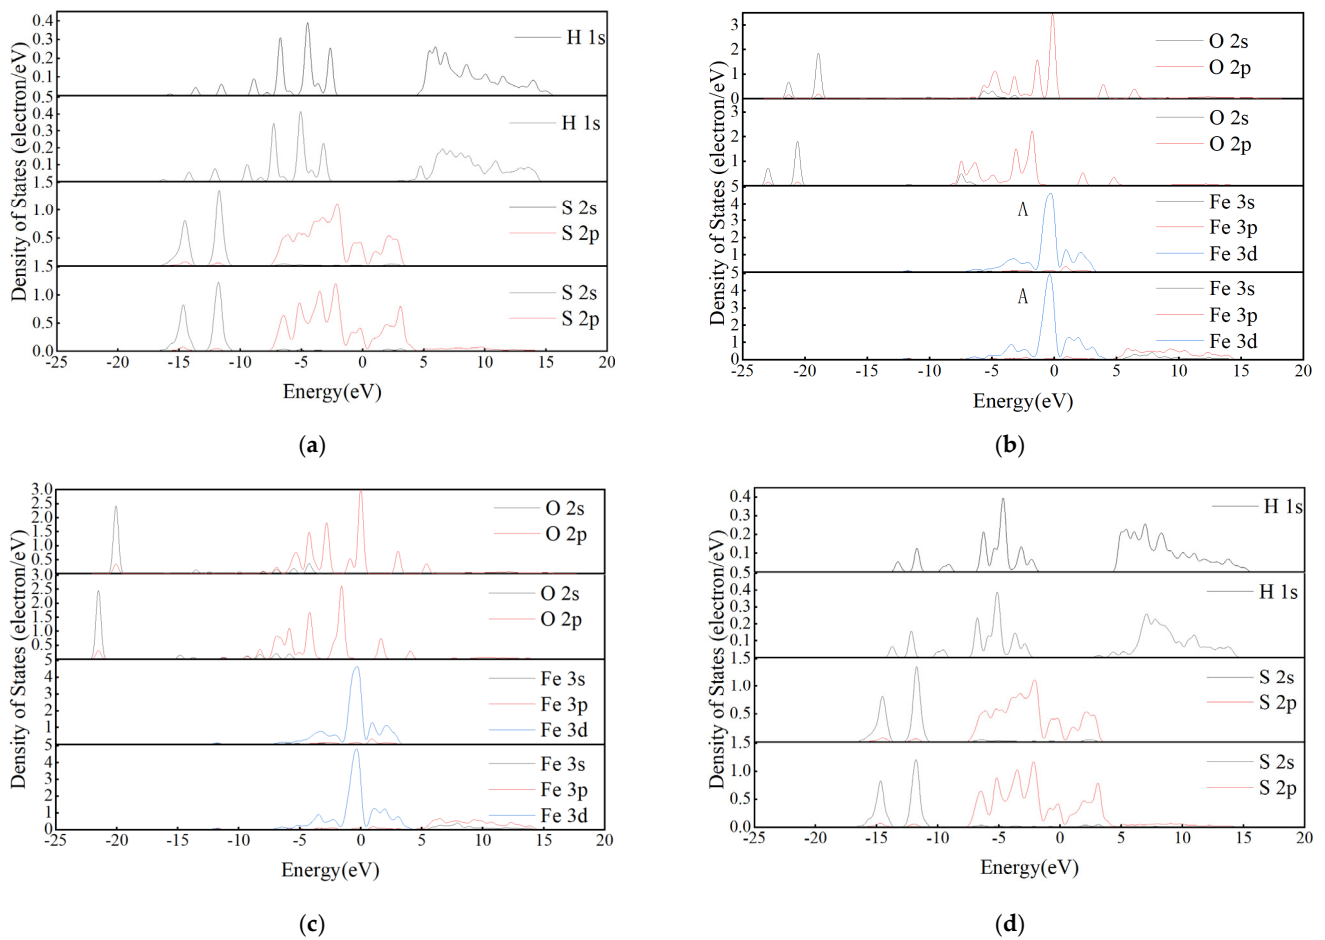 Density of States (electron/eV)
0.4
0.3
0.2
0.1
0.5
H 1s
0.4
0.3
0.2
0.1
1.5
H 1s
1.0
0.5
1.5
S 2s
S 2p
1.0
0.5
0.0
S 2s
S 2p
-25 -20 -15 -10 -5 0 5 10 15 20
Energy(eV)
(a)
Density of States (electron/eV)
3
2
1
0
3
O 2s
O 2p
2
1
5
O 2s
O 2p
4
3
2
1
5
Fe 3s
Fe 3p
Fe 3d
4
3
2
1
0
Fe 3s
Fe 3p
Fe 3d
-25 -20 -15 -10 -5 0 5 10 15 20
Energy(eV)
(b)
Density of States (electron/eV)
3.0
2.5
2.0
1.5
1.0
0.5
3.0
O 2s
O 2p
2.5
2.0
1.5
1.0
0.5
5
O 2s
O 2p
4
3
2
1
5
Fe 3s
Fe 3p
Fe 3d
4
3
2
1
0
Fe 3s
Fe 3p
Fe 3d
-25 -20 -15 -10 -5 0 5 10 15 20
Energy(eV)
(c)
Density of States (electron/eV)
0.4
0.3
0.2
0.1
0.5
H 1s
0.4
0.3
0.2
0.1
1.5
H 1s
1.0
0.5
1.5
S 2s
S 2p
1.0
0.5
0.0
S 2s
S 2p
-25 -20 -15 -10 -5 0 5 10 15 20
Energy(eV)
(d)